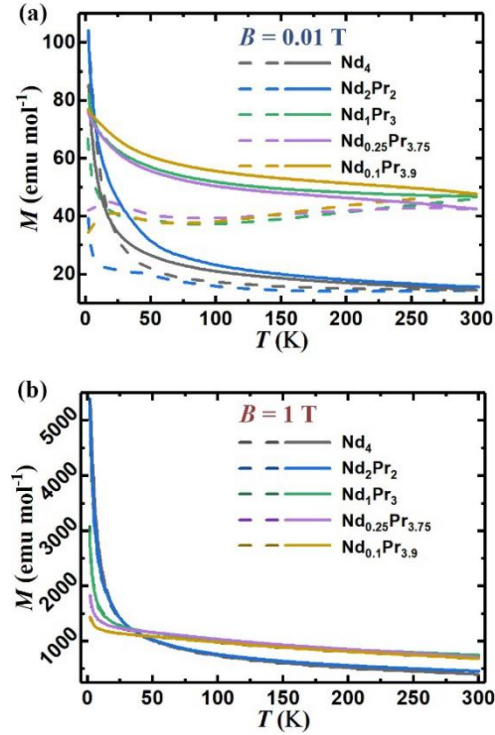 (a)
B = 0.01 T
Nd4
Nd2Pr2
Nd1Pr3
Nd0.25Pr3.75
Nd0.1Pr3.9
M (emu mol⁻¹)
100
80
60
40
20
0 50 100 150 200 250 300
T (K)
(b)
B = 1 T
Nd4
Nd2Pr2
Nd1Pr3
Nd0.25Pr3.75
Nd0.1Pr3.9
M (emu mol⁻¹)
5000
4000
3000
2000
1000
0 50 100 150 200 250 300
T (K)